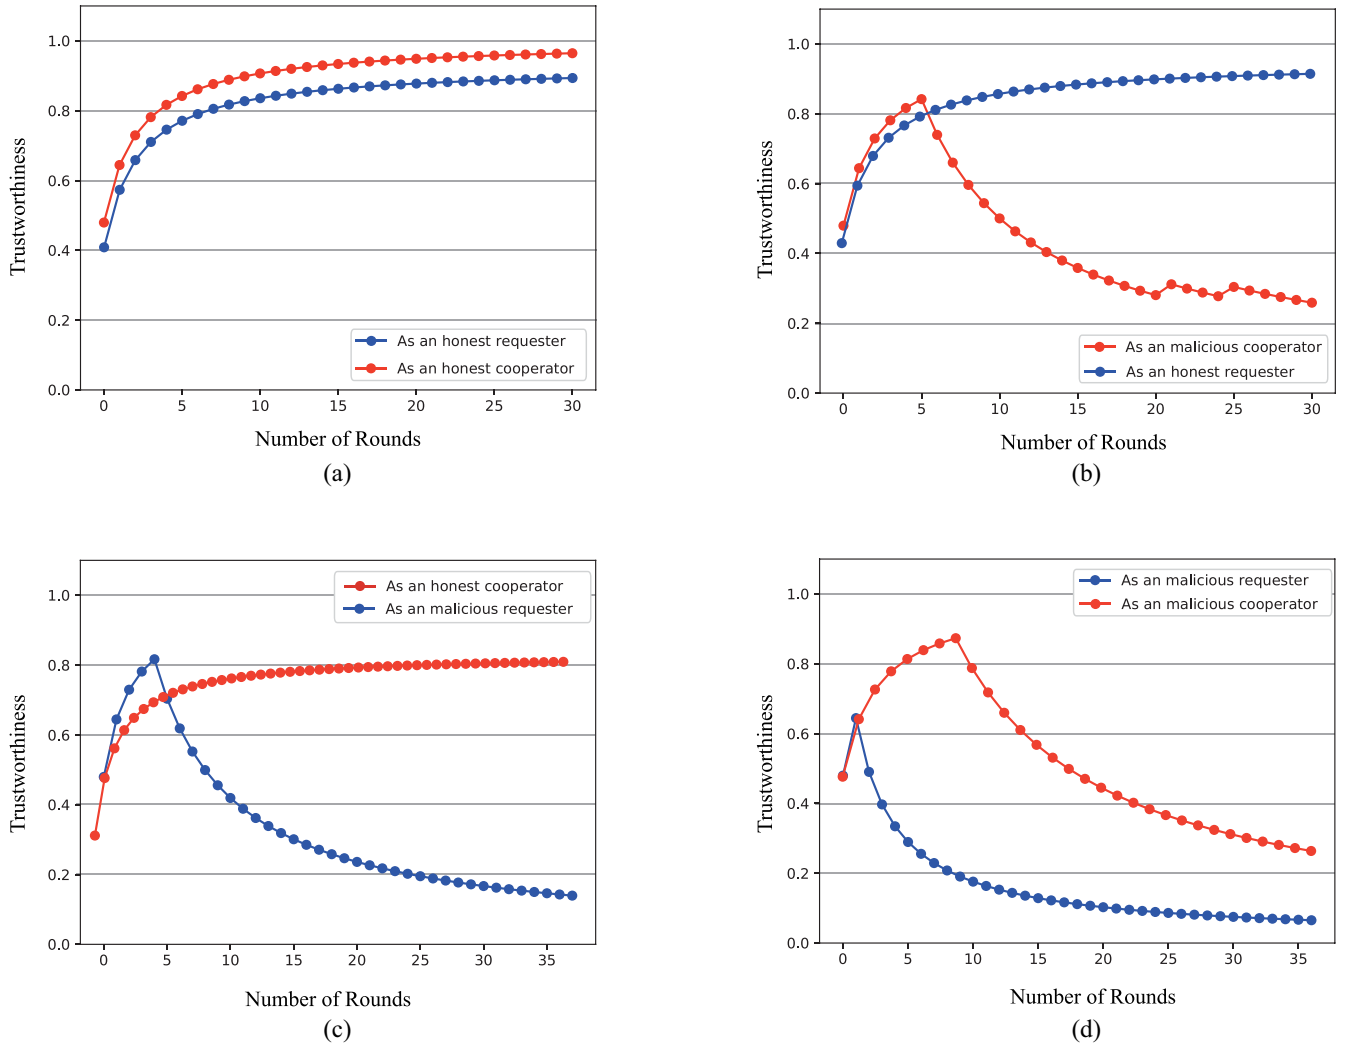 Trustworthiness
1.0
0.8
0.6
0.4
0.2
0.0
As an honest requester
As an honest cooperator
0 5 10 15 20 25 30
Number of Rounds
(a)
Trustworthiness
1.0
0.8
0.6
0.4
0.2
0.0
As an malicious cooperator
As an honest requester
0 5 10 15 20 25 30
Number of Rounds
(b)
Trustworthiness
1.0
0.8
0.6
0.4
0.2
0.0
As an honest cooperator
As an malicious requester
0 5 10 15 20 25 30 35
Number of Rounds
(c)
Trustworthiness
1.0
0.8
0.6
0.4
0.2
0.0
As an malicious requester
As an malicious cooperator
0 5 10 15 20 25 30 35
Number of Rounds
(d)